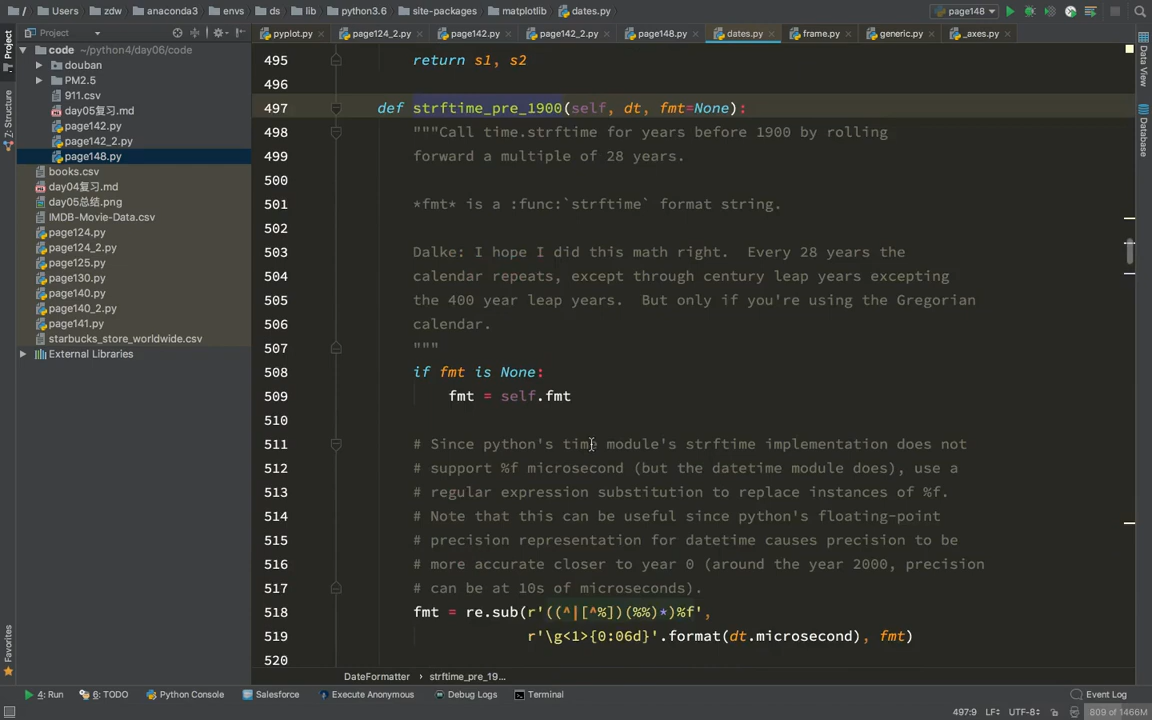 / Users zdw anaconda3 envs ds lib python3.6 site-packages matplotlib dates.py page148
Project pyplot.py page124_2.py page142.py page142_2.py page148.py dates.py frame.py generic.py _axes.py
code ~/python4/day06/code
douban
PM2.5
911.csv
day05复习.md
page142.py
page142_2.py
page148.py
books.csv
day04复习.md
day05总结.png
IMDB-Movie-Data.csv
page124.py
page124_2.py
page125.py
page130.py
page140.py
page140_2.py
page141.py
starbucks_store_worldwide.csv
External Libraries
Project
Z: Structure
Favorites
495 return s1, s2
496
497 def strftime_pre_1900(self, dt, fmt=None):
498 """Call time.strftime for years before 1900 by rolling
499 forward a multiple of 28 years.
500
501 *fmt* is a :func:`strftime` format string.
502
503 Dalke: I hope I did this math right.  Every 28 years the
504 calendar repeats, except through century leap years excepting
505 the 400 year leap years.  But only if you're using the Gregorian
506 calendar.
507 """
508 if fmt is None:
509 fmt = self.fmt
510
511 # Since python's time module's strftime implementation does not
512 # support %f microsecond (but the datetime module does), use a
513 # regular expression substitution to replace instances of %f.
514 # Note that this can be useful since python's floating-point
515 # precision representation for datetime causes precision to be
516 # more accurate closer to year 0 (around the year 2000, precision
517 # can be at 10s of microseconds).
518 fmt = re.sub(r'((^|[^%])(%%)*)%f',
519 r'\g<1>{0:06d}'.format(dt.microsecond), fmt)
520
Data View
Database
DateFormatter strftime_pre_19...
4: Run 6: TODO Python Console Salesforce Execute Anonymous Debug Logs Terminal Event Log
497:9 LF÷ UTF-8÷ 809 of 1466M